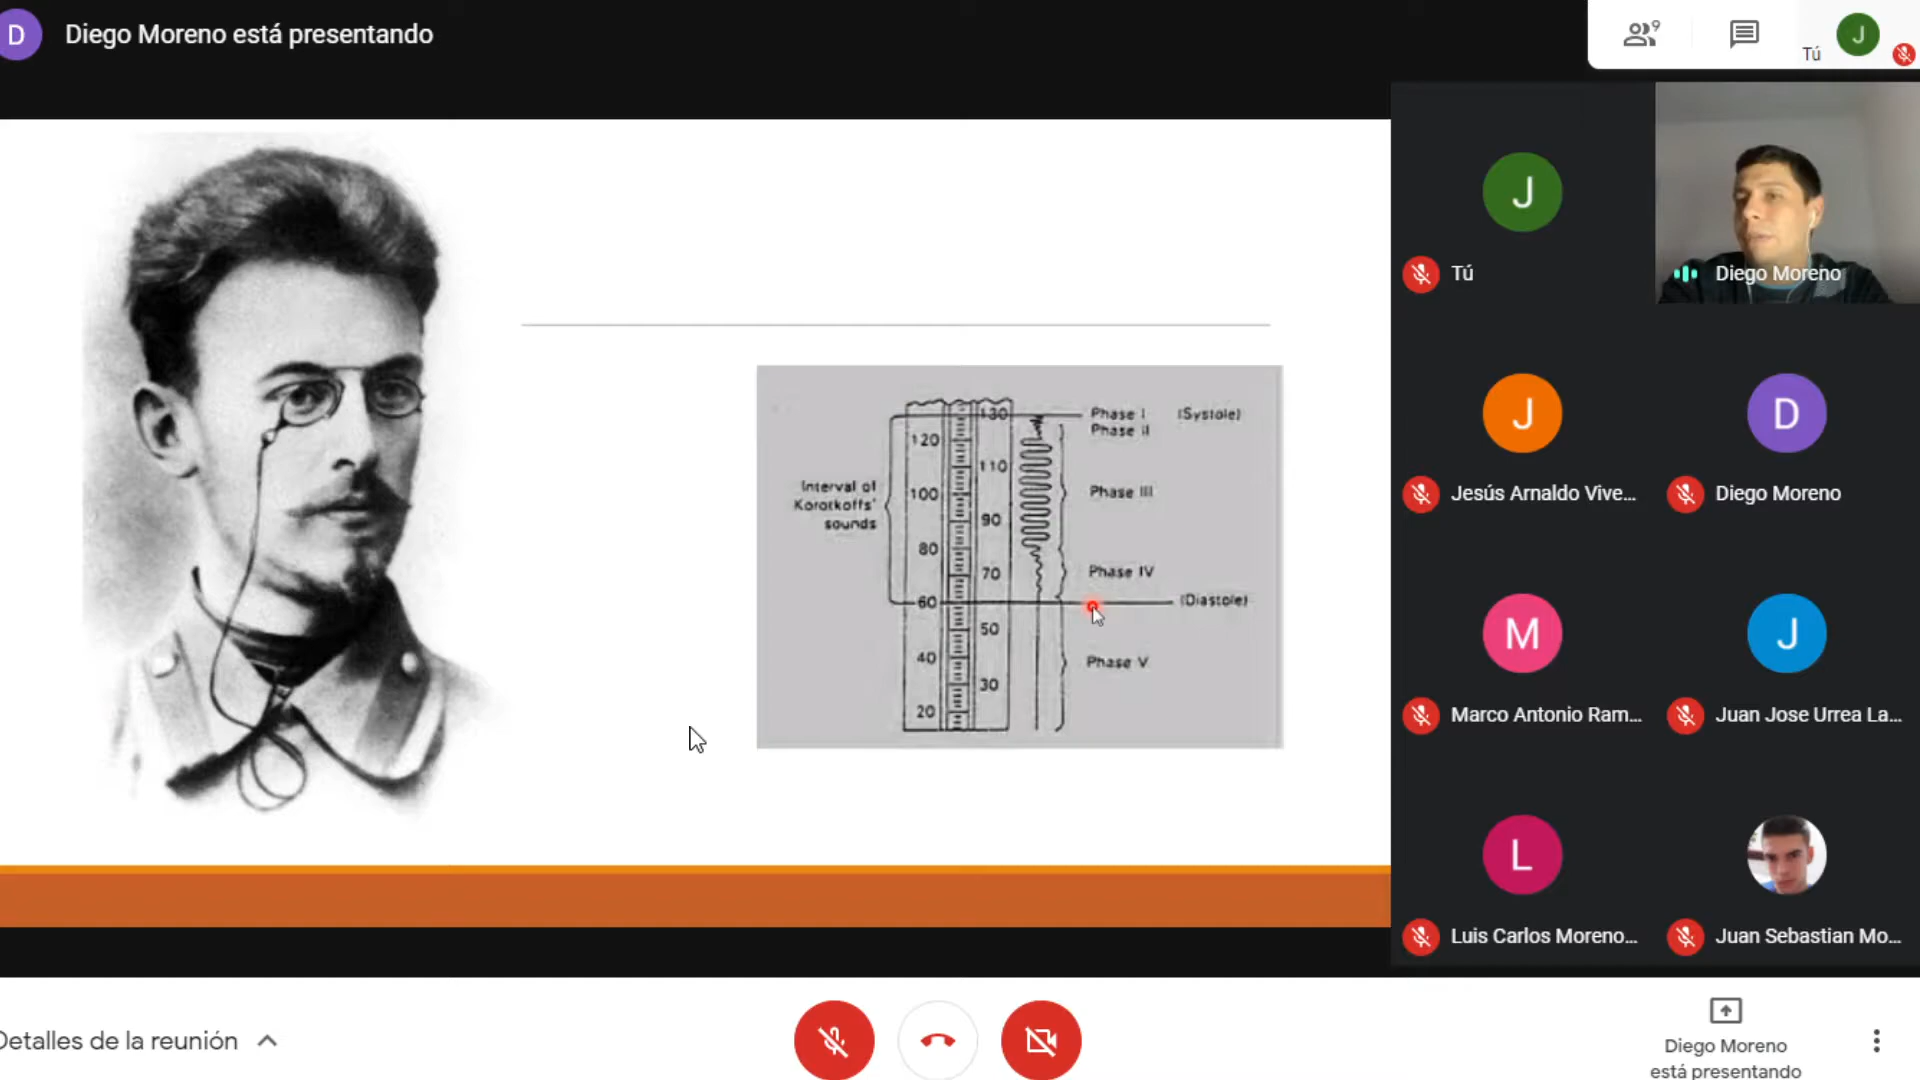 D
Diego Moreno está presentando
9
Tú
J
J
Tú
Diego Moreno
J
Jesús Arnaldo Vive...
D
Diego Moreno
M
Marco Antonio Ram...
J
Juan Jose Urrea La...
L
Luis Carlos Moreno...
Juan Sebastian Mo...
Interval of
Korotkoffs'
sounds
120
100
80
60
40
20
130
110
90
70
50
30
Phase I (Systole)
Phase II
Phase III
Phase IV
(Diastole)
Phase V
Detalles de la reunión
Diego Moreno
está presentando